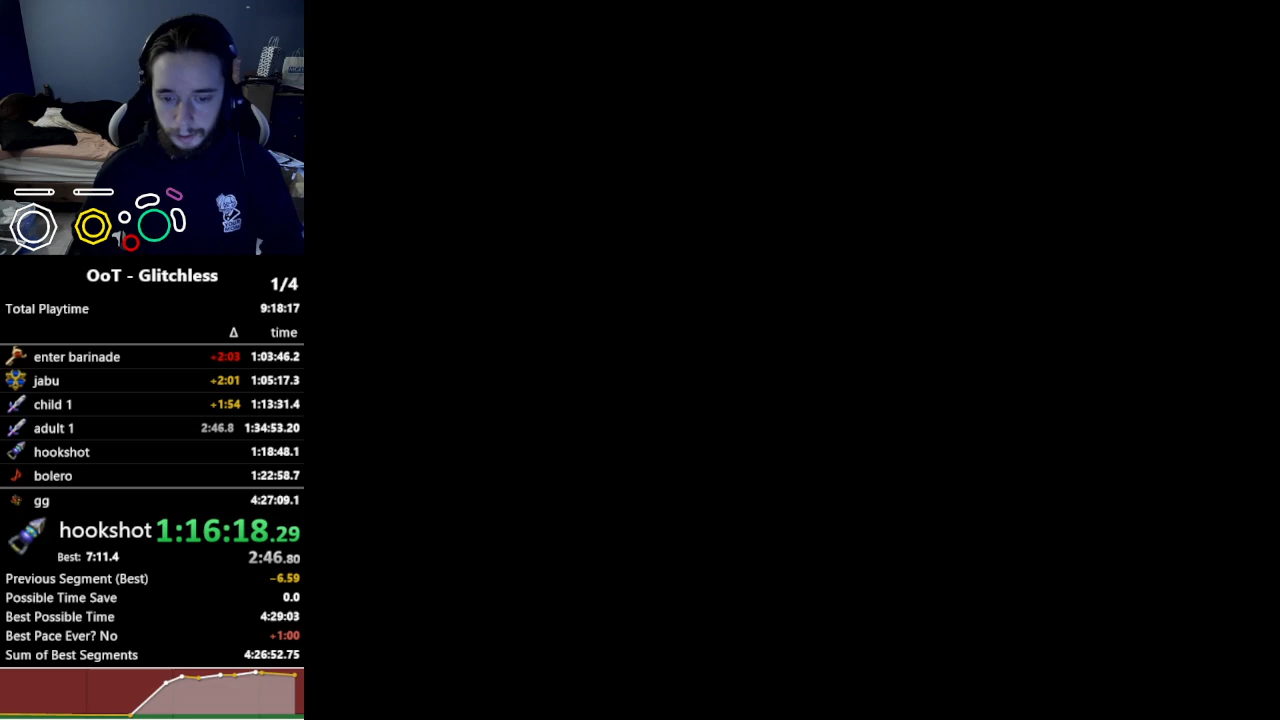 OoT - Glitchless
1/4
Total Playtime 9:18:17
Δ time
enter barinade +2:03 1:03:46.2
jabu +2:01 1:05:17.3
child 1 +1:54 1:13:31.4
adult 1 2:46.8 1:34:53.20
hookshot 1:18:48.1
bolero 1:22:58.7
gg 4:27:09.1
hookshot 1:16:18.29
Best: 7:11.4 2:46.80
Previous Segment (Best) −6.59
Possible Time Save 0.0
Best Possible Time 4:29:03
Best Pace Ever? No +1:00
Sum of Best Segments 4:26:52.75